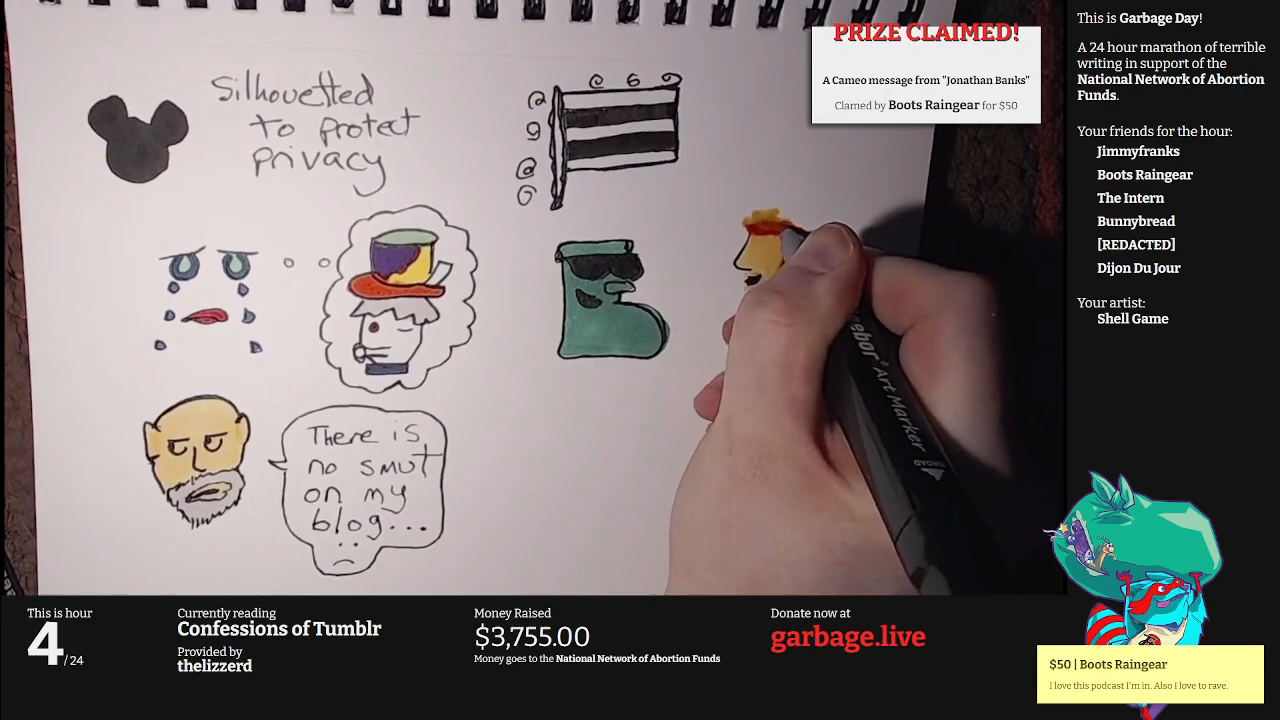 Silhouetted
to protect
privacy
There is
no smut
on my
blog...
Art Marker
PRIZE CLAIMED!
A Cameo message from "Jonathan Banks"
Clamed by Boots Raingear for $50
This is Garbage Day!
A 24 hour marathon of terrible
writing in support of the
National Network of Abortion
Funds.
Your friends for the hour:
Jimmyfranks
Boots Raingear
The Intern
Bunnybread
[REDACTED]
Dijon Du Jour
Your artist:
Shell Game
This is hour
4/24
Currently reading
Confessions of Tumblr
Provided by
thelizzerd
Money Raised
$3,755.00
Money goes to the National Network of Abortion Funds
Donate now at
garbage.live
$50 | Boots Raingear
I love this podcast I'm in. Also I love to rave.